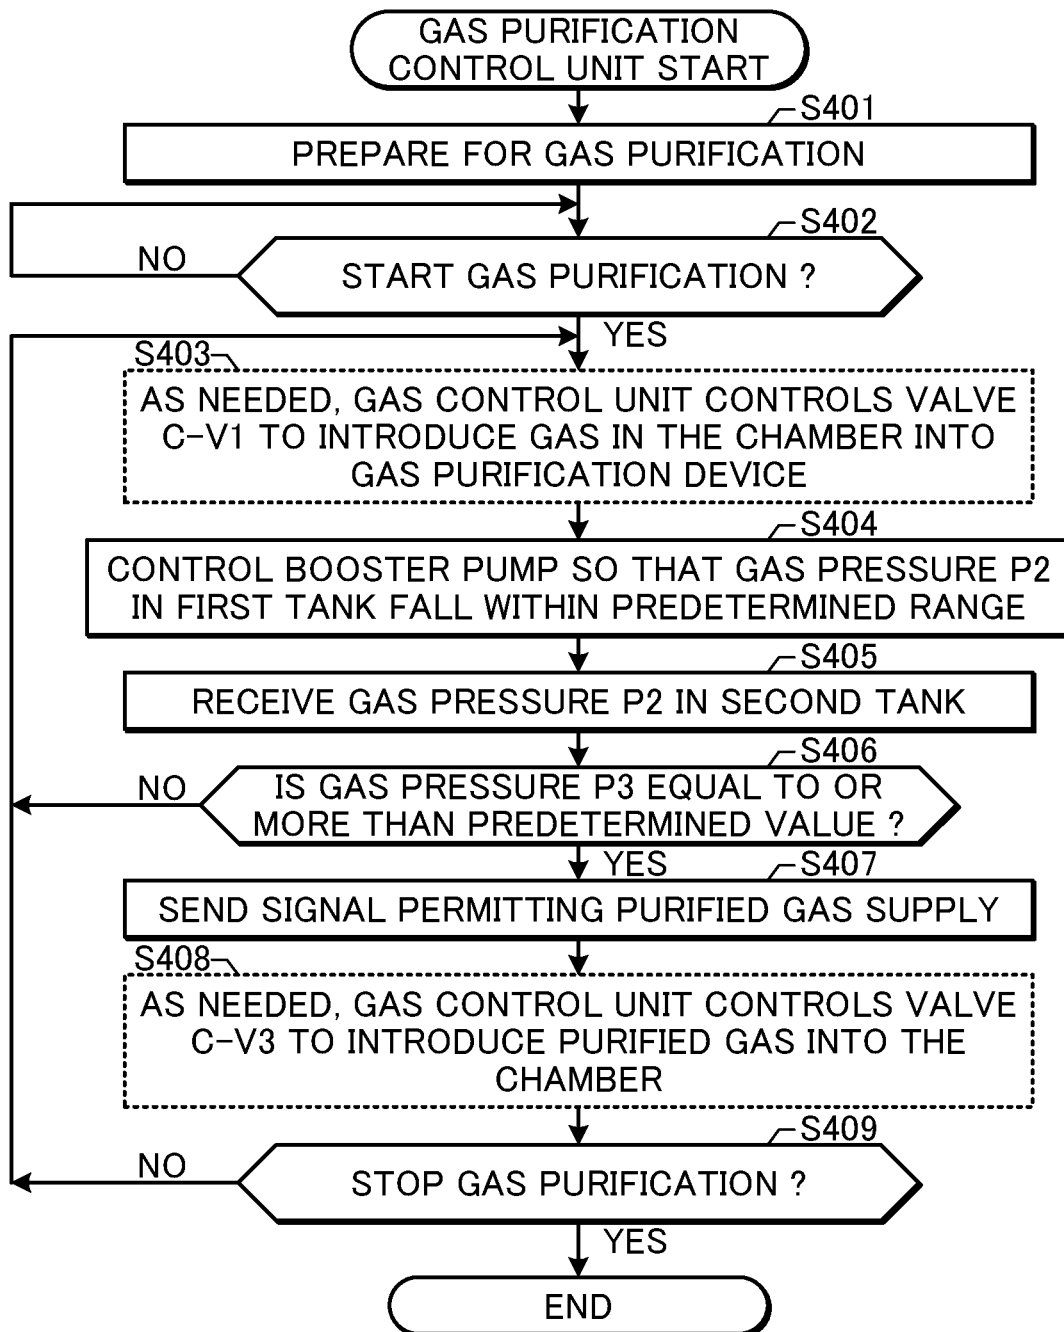 GAS PURIFICATION
CONTROL UNIT START
S401
PREPARE FOR GAS PURIFICATION
S402
NO
START GAS PURIFICATION ?
YES
S403
AS NEEDED, GAS CONTROL UNIT CONTROLS VALVE
C-V1 TO INTRODUCE GAS IN THE CHAMBER INTO
GAS PURIFICATION DEVICE
S404
CONTROL BOOSTER PUMP SO THAT GAS PRESSURE P2
IN FIRST TANK FALL WITHIN PREDETERMINED RANGE
S405
RECEIVE GAS PRESSURE P2 IN SECOND TANK
S406
NO
IS GAS PRESSURE P3 EQUAL TO OR
MORE THAN PREDETERMINED VALUE ?
YES
S407
SEND SIGNAL PERMITTING PURIFIED GAS SUPPLY
S408
AS NEEDED, GAS CONTROL UNIT CONTROLS VALVE
C-V3 TO INTRODUCE PURIFIED GAS INTO THE
CHAMBER
S409
NO
STOP GAS PURIFICATION ?
YES
END